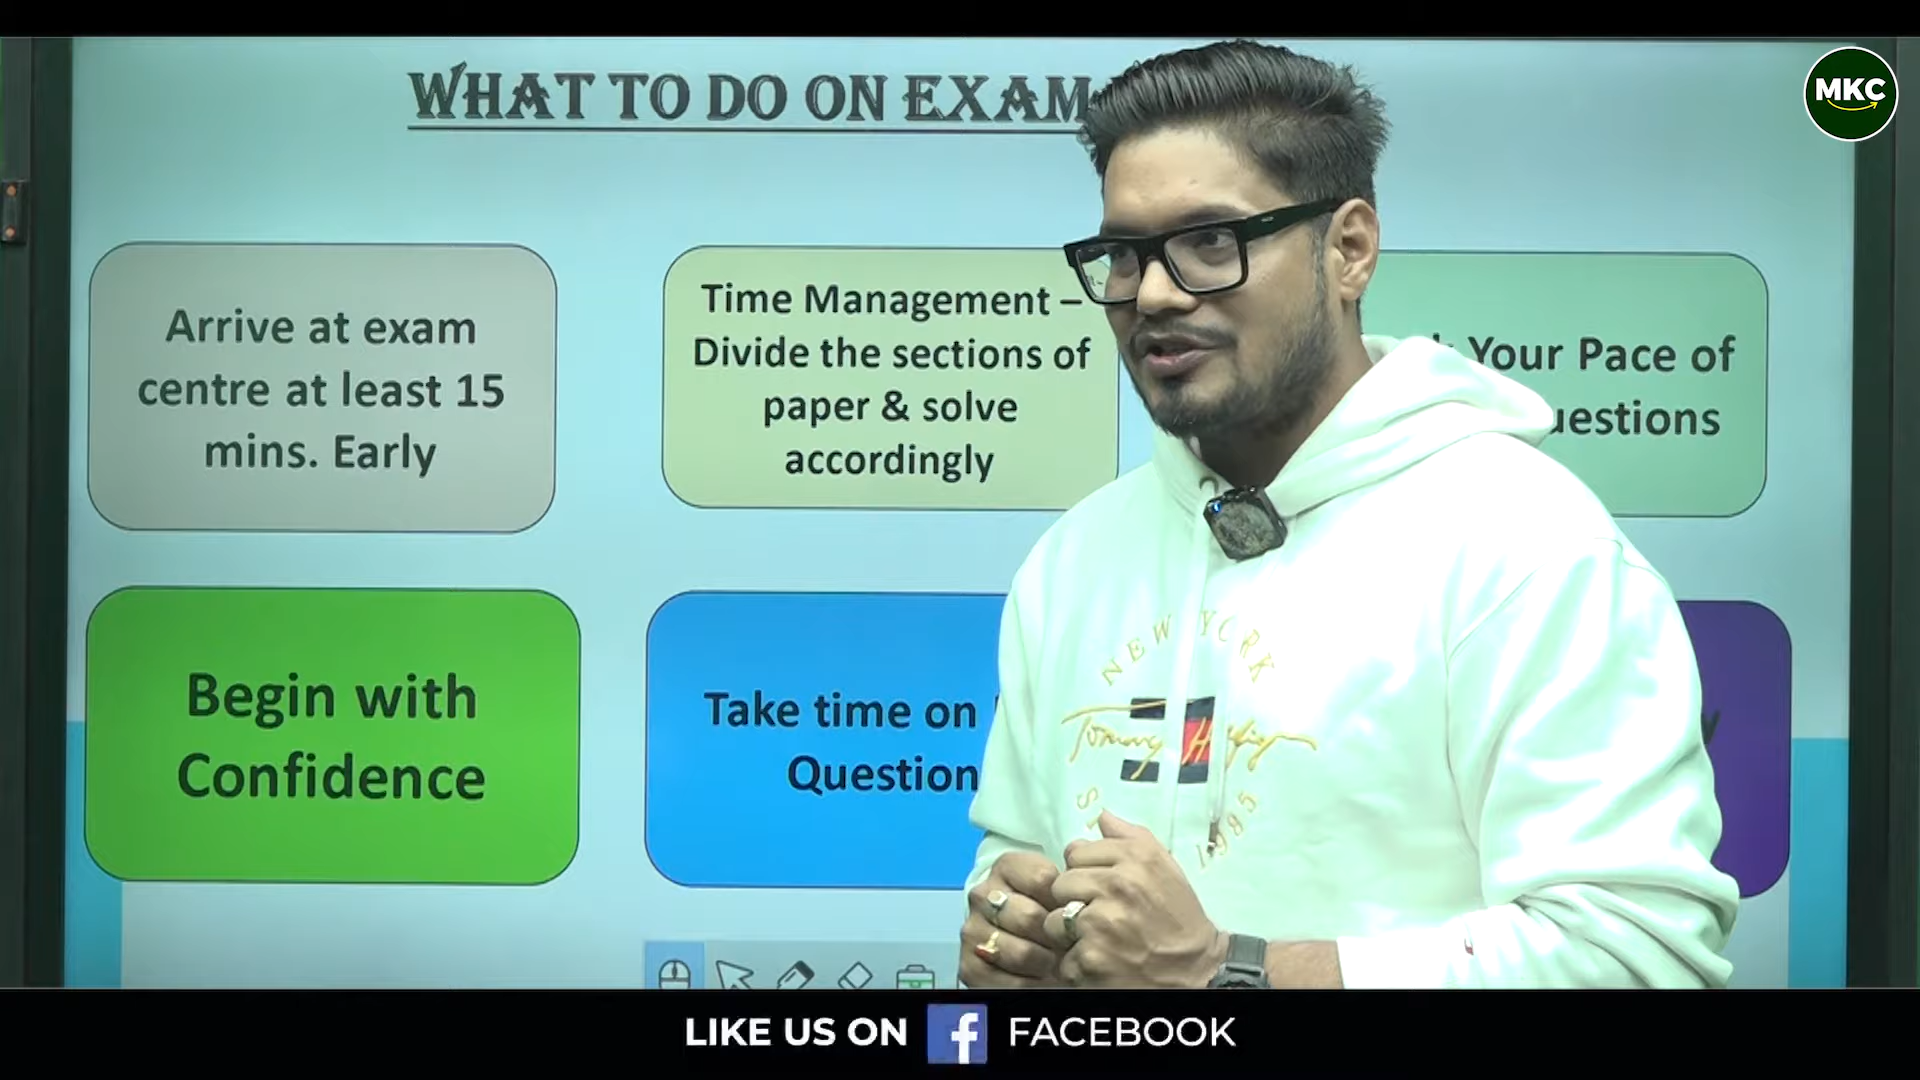 WHAT TO DO ON EXAM
MKC
Arrive at exam
centre at least 15
mins. Early
Time Management –
Divide the sections of
paper & solve
accordingly
Your Pace of
Begin with
Confidence
Take time on
Question
NEW YORK
Tommy Hilfiger
1985
LIKE US ON FACEBOOK